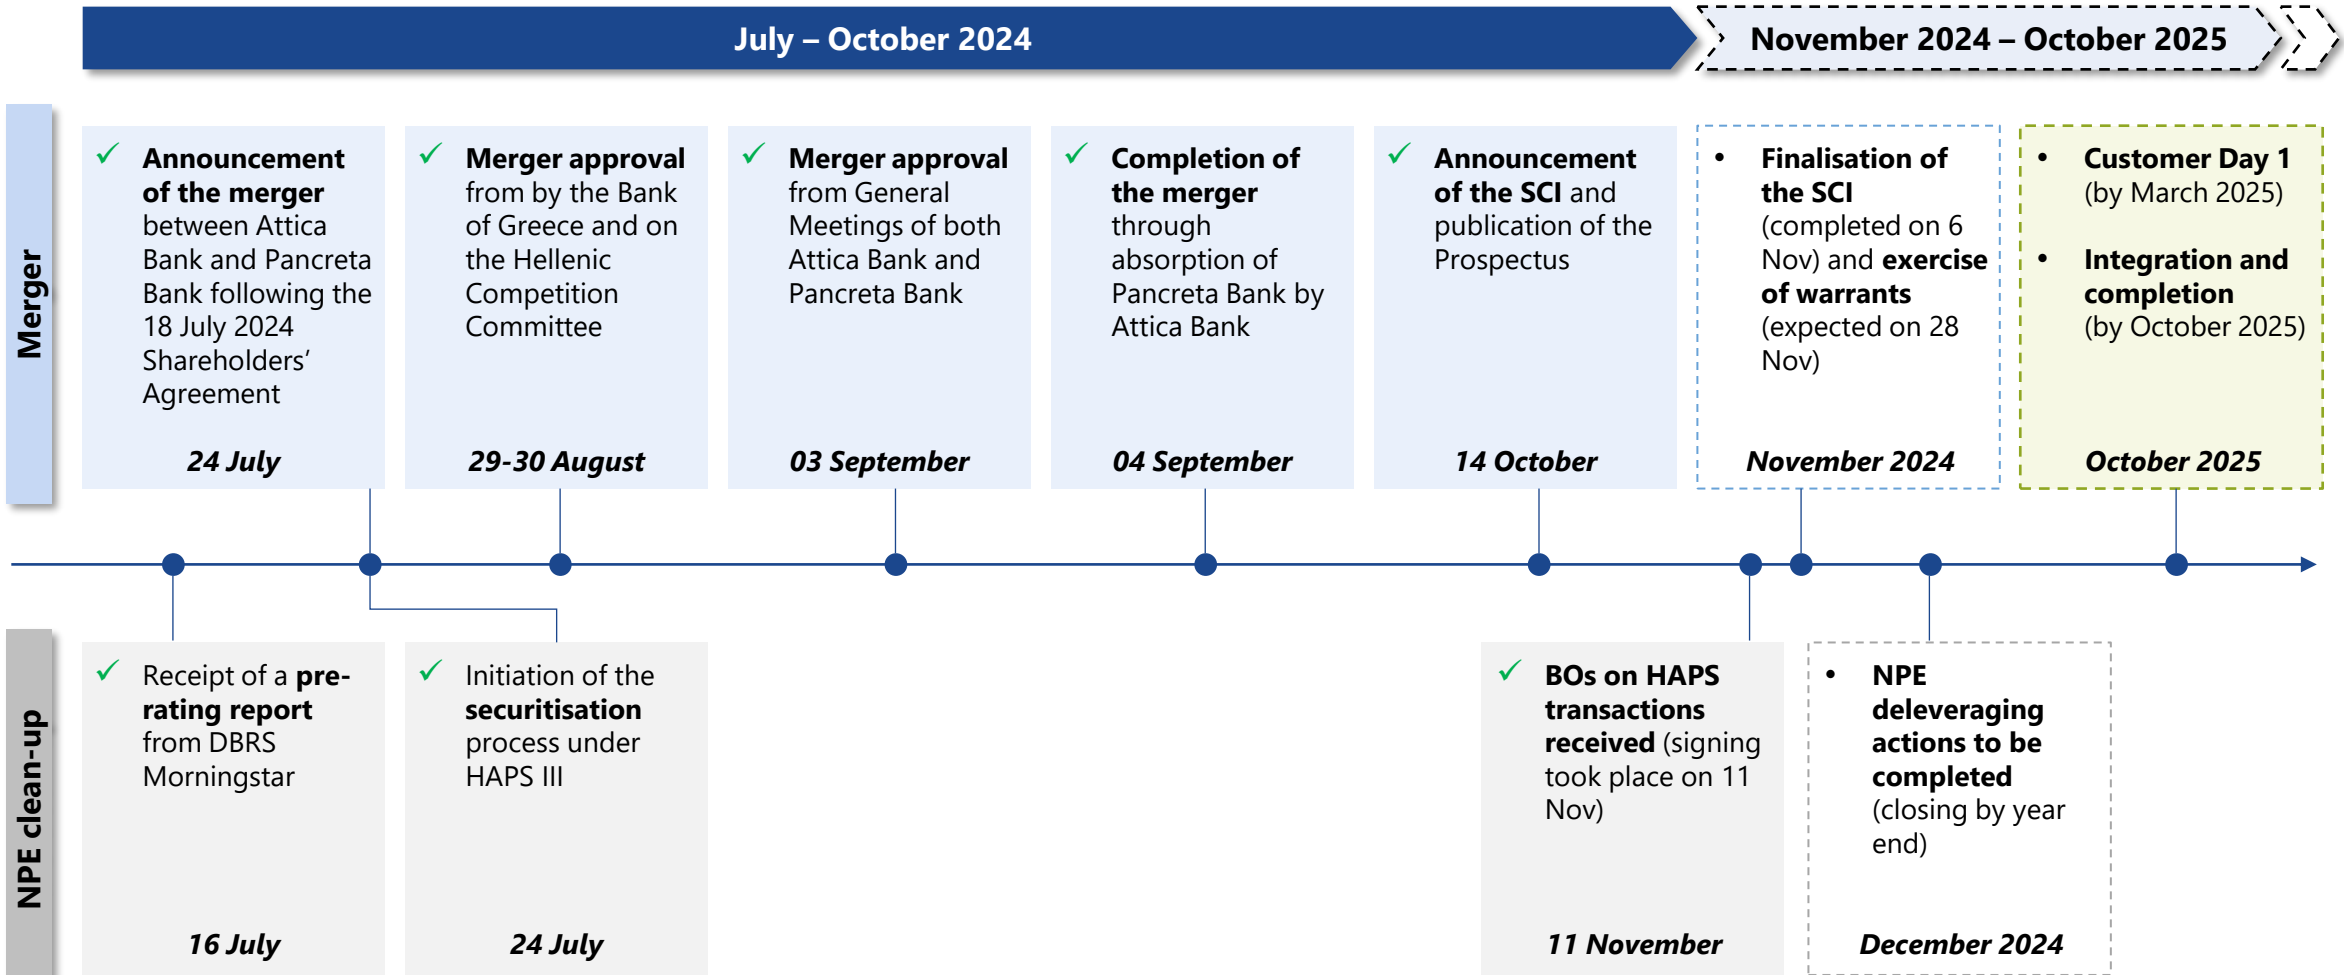 July – October 2024
November 2024 – October 2025
Merger
✓ Announcement
of the merger
between Attica
Bank and Pancreta
Bank following the
18 July 2024
Shareholders’
Agreement
24 July
✓ Merger approval
from by the Bank
of Greece and on
the Hellenic
Competition
Committee
29-30 August
✓ Merger approval
from General
Meetings of both
Attica Bank and
Pancreta Bank
03 September
✓ Completion of
the merger
through
absorption of
Pancreta Bank by
Attica Bank
04 September
✓ Announcement
of the SCI and
publication of the
Prospectus
14 October
• Finalisation of
the SCI
(completed on 6
Nov) and exercise
of warrants
(expected on 28
Nov)
November 2024
• Customer Day 1
(by March 2025)
• Integration and
completion
(by October 2025)
October 2025
NPE clean-up
✓ Receipt of a pre-
rating report
from DBRS
Morningstar
16 July
✓ Initiation of the
securitisation
process under
HAPS III
24 July
✓ BOs on HAPS
transactions
received (signing
took place on 11
Nov)
11 November
• NPE
deleveraging
actions to be
completed
(closing by year
end)
December 2024